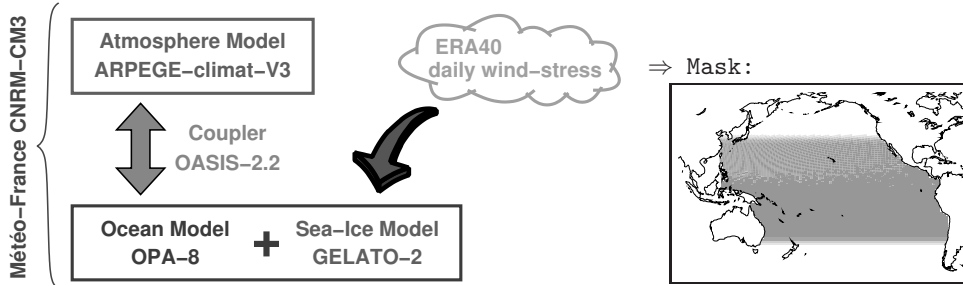 Météo−France CNRM−CM3
Atmosphere Model
ARPEGE−climat−V3
ERA40
daily wind−stress
⇒ Mask:
Coupler
OASIS−2.2
Ocean Model
OPA−8
+
Sea−Ice Model
GELATO−2